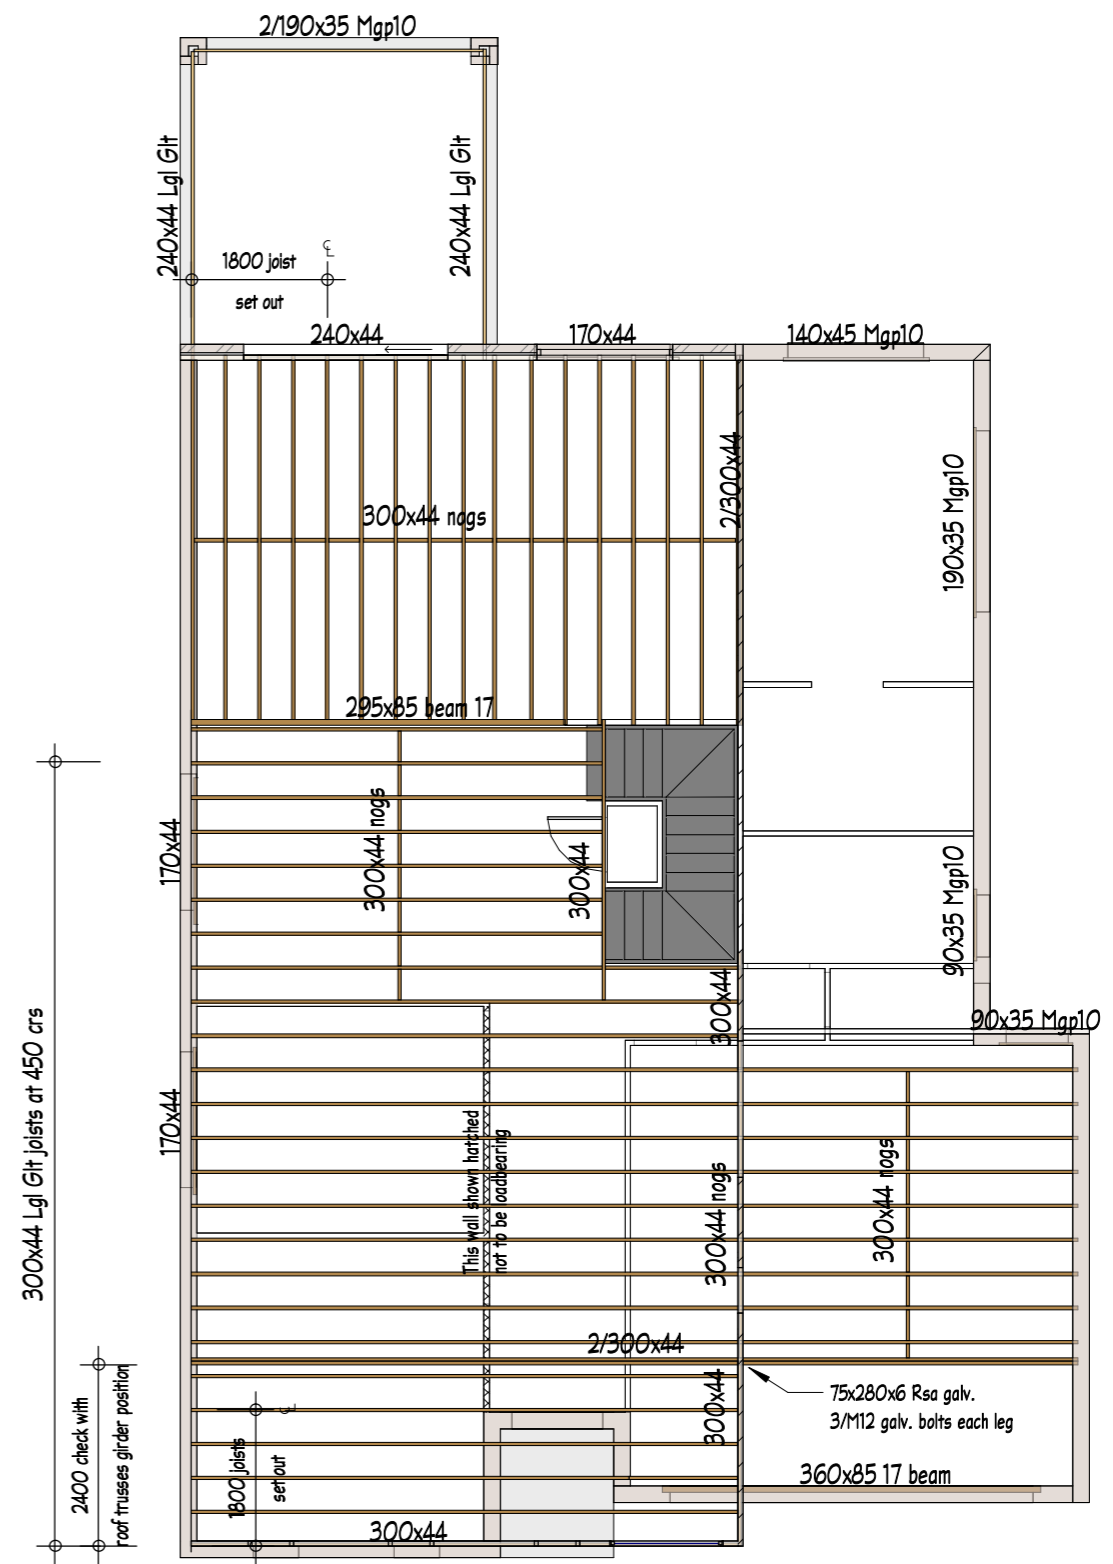 2/190x35 Mgp10
240x44 Lgl Glt
240x44 Lgl Glt
℄
1800 joist
set out
240x44
170x44
140x45 Mgp10
2/300x44
190x35 Mgp10
300x44 nogs
295x85 beam 17
170x44
300x44 nogs
300x44
90x35 Mgp10
300x44
90x35 Mgp10
300x44 Lgl Glt joists at 450 crs
170x44
This wall shown hatched
not to be loadbearing
300x44 nogs
300x44 nogs
2/300x44
2400 check with
roof trusses girder position
℄
1800 joists
set out
300x44
75x280x6 Rsa galv.
3/M12 galv. bolts each leg
360x85 17 beam
300x44